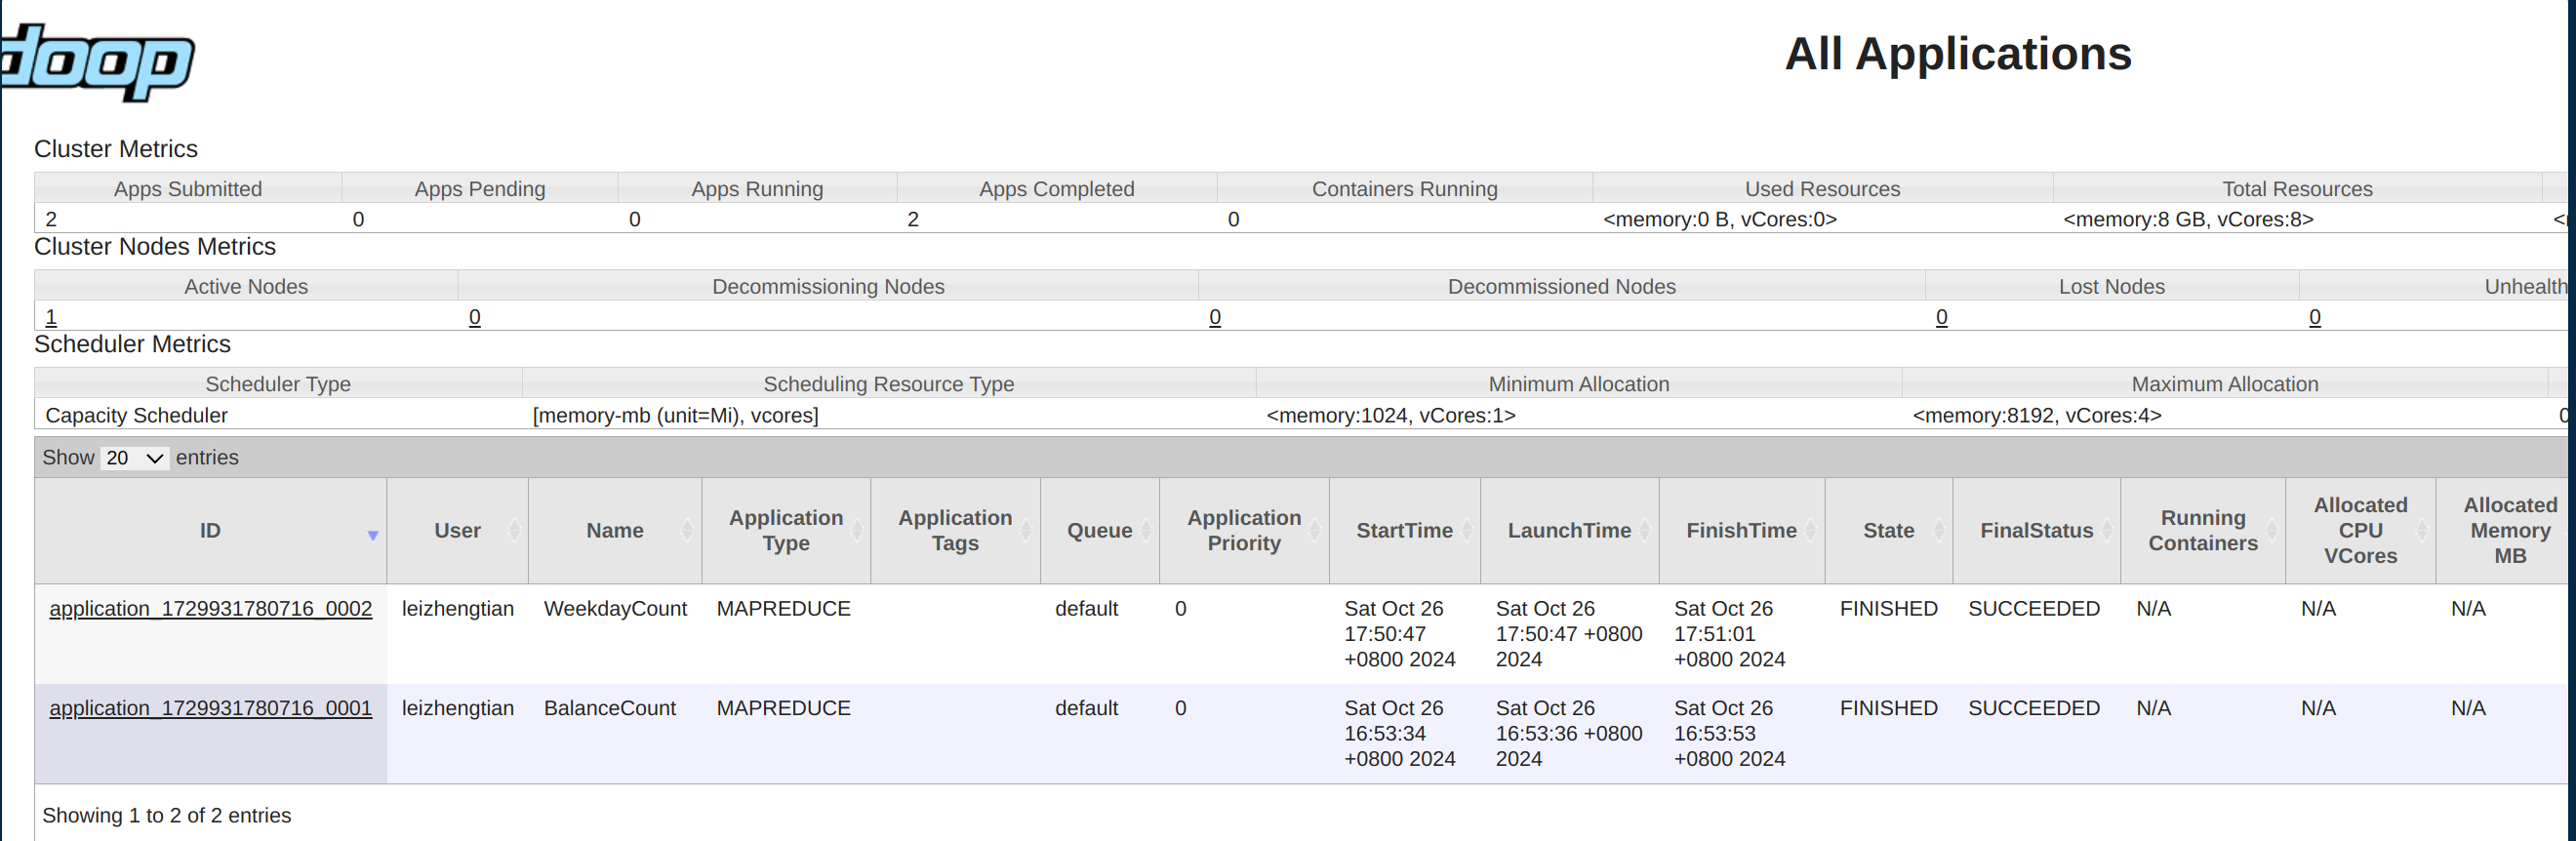 doop
All Applications
Cluster Metrics
Apps Submitted Apps Pending Apps Running Apps Completed Containers Running Used Resources Total Resources
2 0 0 2 0 <memory:0 B, vCores:0> <memory:8 GB, vCores:8> <
Cluster Nodes Metrics
Active Nodes Decommissioning Nodes Decommissioned Nodes Lost Nodes Unhealth
1 0 0 0 0
Scheduler Metrics
Scheduler Type Scheduling Resource Type Minimum Allocation Maximum Allocation
Capacity Scheduler [memory-mb (unit=Mi), vcores] <memory:1024, vCores:1> <memory:8192, vCores:4> 0
Show 20 entries
ID User Name Application Type Application Tags Queue Application Priority StartTime LaunchTime FinishTime State FinalStatus Running Containers Allocated CPU VCores Allocated Memory MB
application_1729931780716_0002 leizhengtian WeekdayCount MAPREDUCE default 0 Sat Oct 26 17:50:47 +0800 2024 Sat Oct 26 17:50:47 +0800 2024 Sat Oct 26 17:51:01 +0800 2024 FINISHED SUCCEEDED N/A N/A N/A
application_1729931780716_0001 leizhengtian BalanceCount MAPREDUCE default 0 Sat Oct 26 16:53:34 +0800 2024 Sat Oct 26 16:53:36 +0800 2024 Sat Oct 26 16:53:53 +0800 2024 FINISHED SUCCEEDED N/A N/A N/A
Showing 1 to 2 of 2 entries